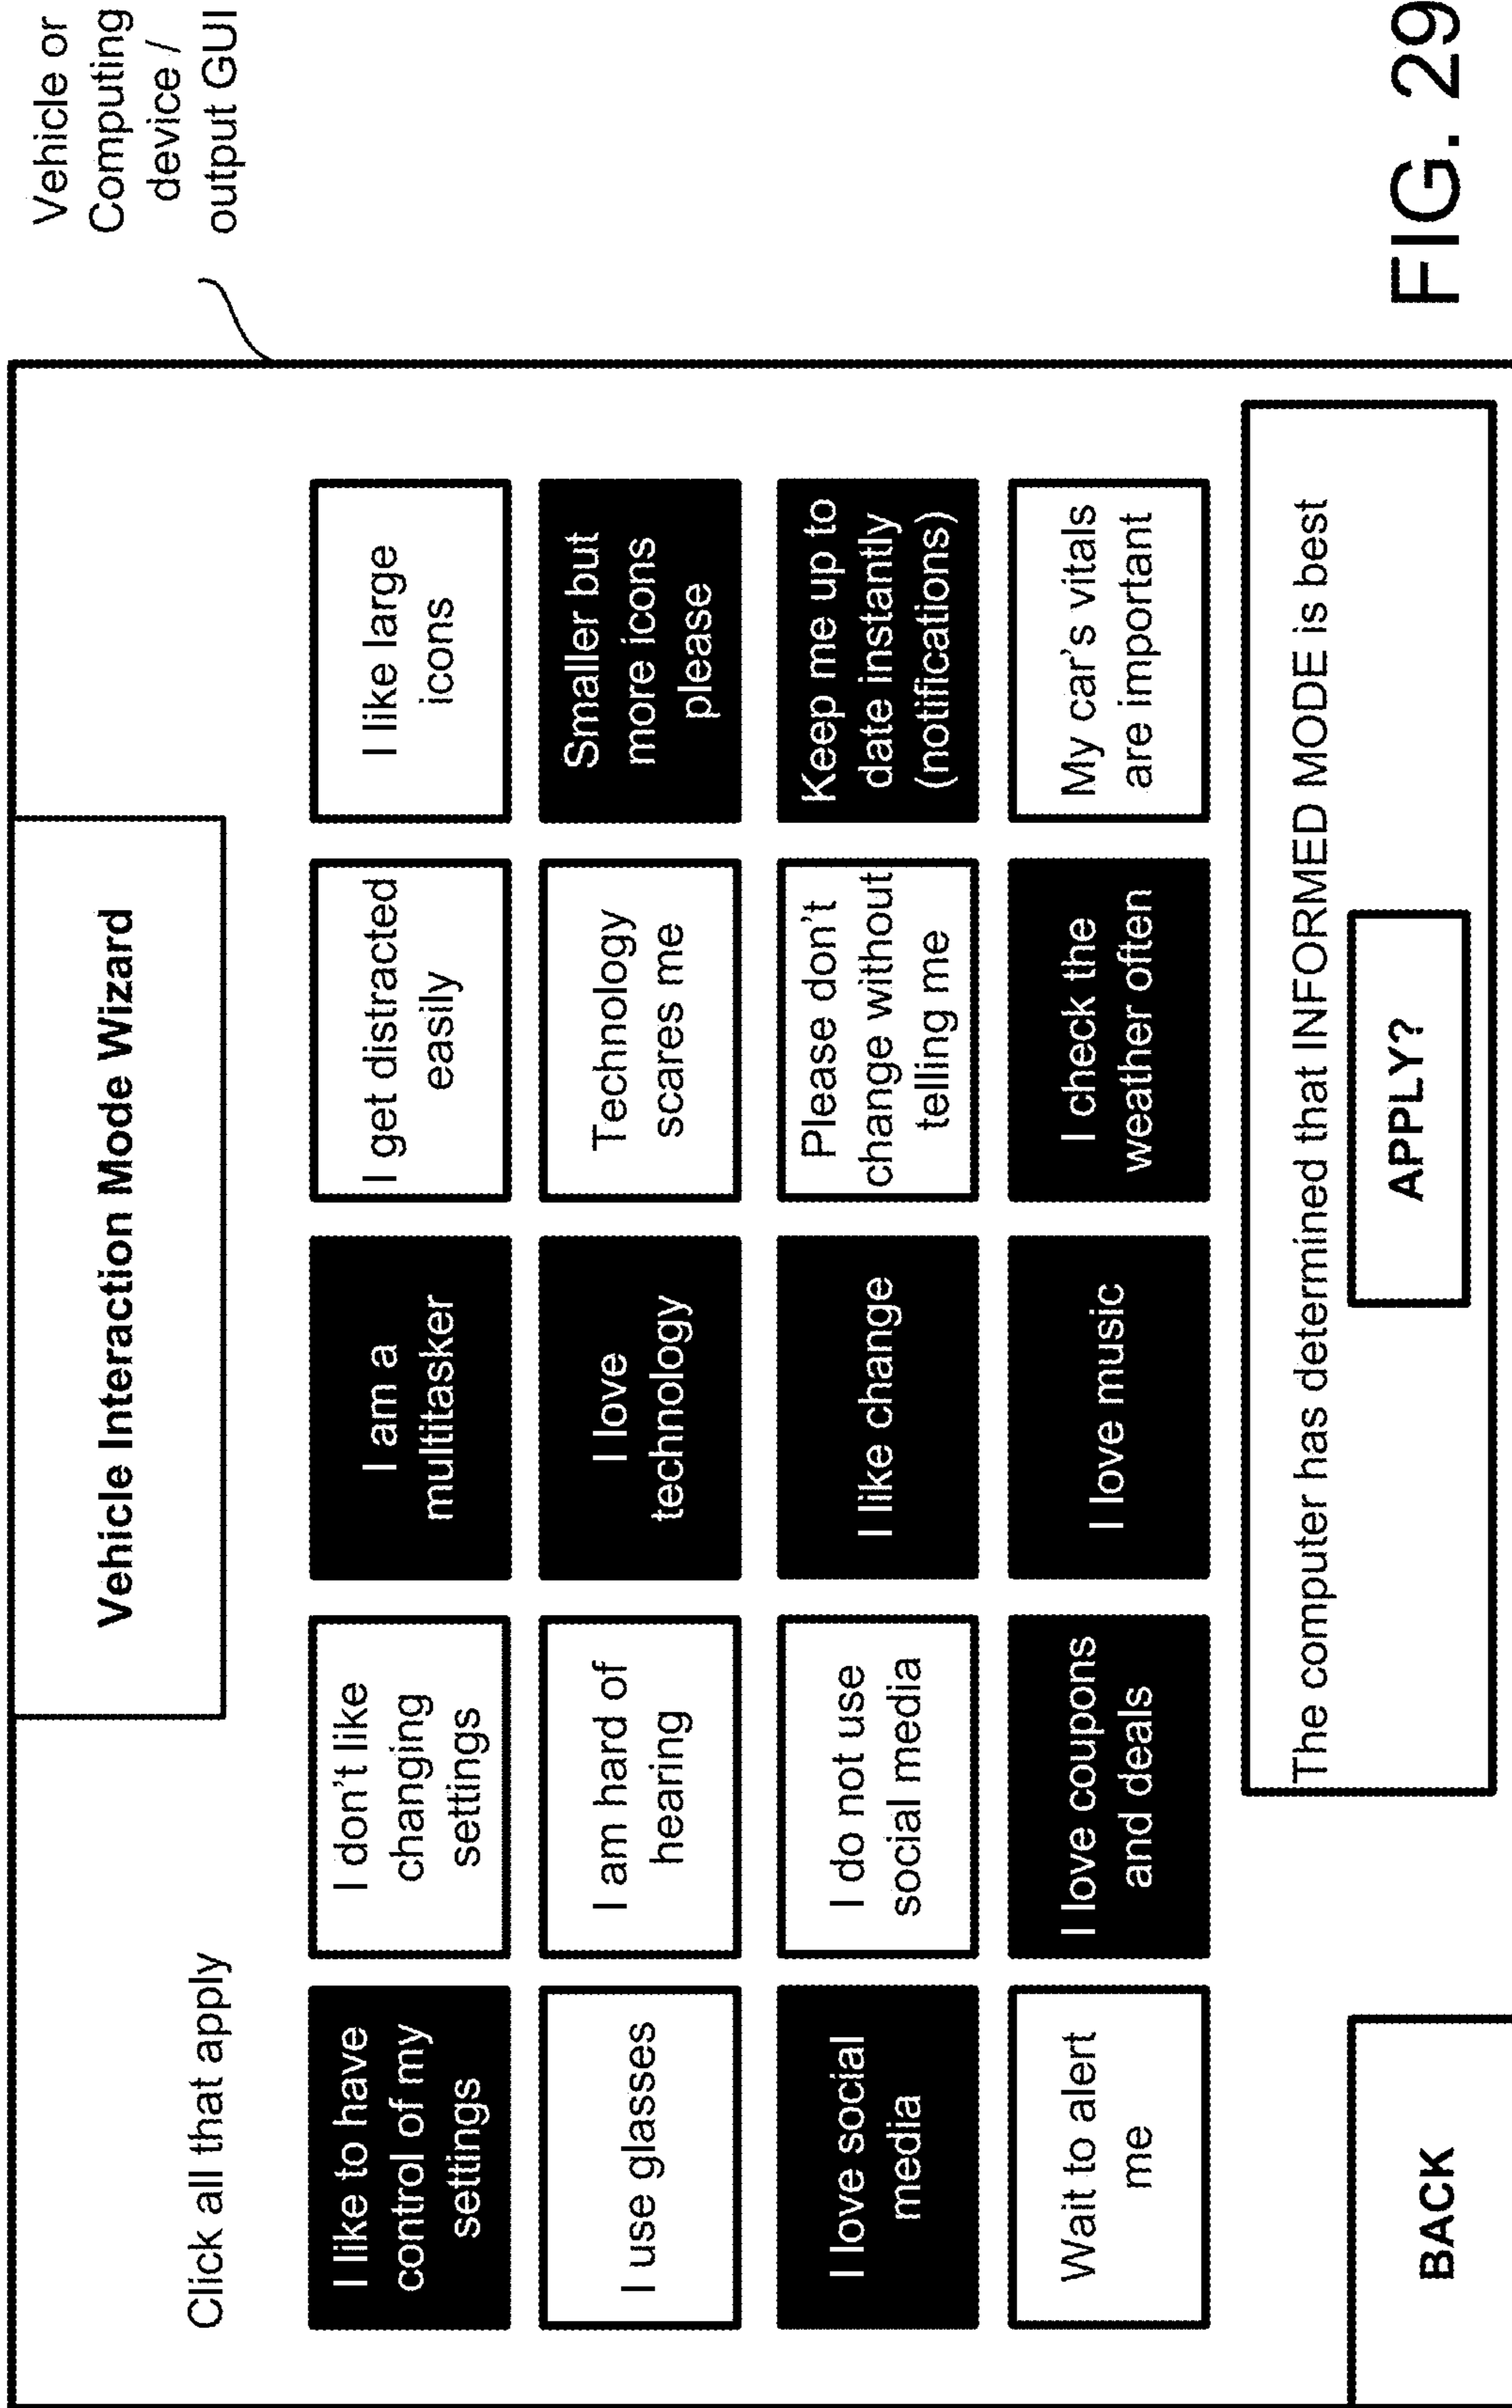 Vehicle or
Computing
device /
output GUI
Vehicle Interaction Mode Wizard
Click all that apply
I like to have
control of my
settings
I don't like
changing
settings
I am a
multitasker
I get distracted
easily
I like large
icons
I use glasses
I am hard of
hearing
I love
technology
Technology
scares me
Smaller but
more icons
please
I love social
media
I do not use
social media
I like change
Please don't
change without
telling me
Keep me up to
date instantly
(notifications)
Wait to alert
me
I love coupons
and deals
I love music
I check the
weather often
My car's vitals
are important
The computer has determined that INFORMED MODE is best
APPLY?
BACK
FIG. 29